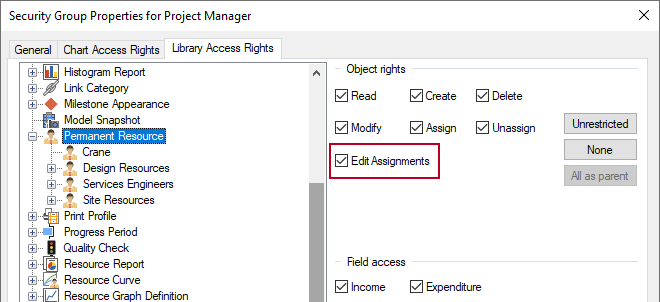 Security Group Properties for Project Manager
General Chart Access Rights Library Access Rights
Histogram Report
Link Category
Milestone Appearance
Model Snapshot
Permanent Resource
Crane
Design Resources
Services Engineers
Site Resources
Print Profile
Progress Period
Quality Check
Resource Report
Resource Curve
Resource Graph Definition
Object rights
Read Create Delete
Modify Assign Unassign
Edit Assignments
Unrestricted
None
All as parent
Field access
Income Expenditure